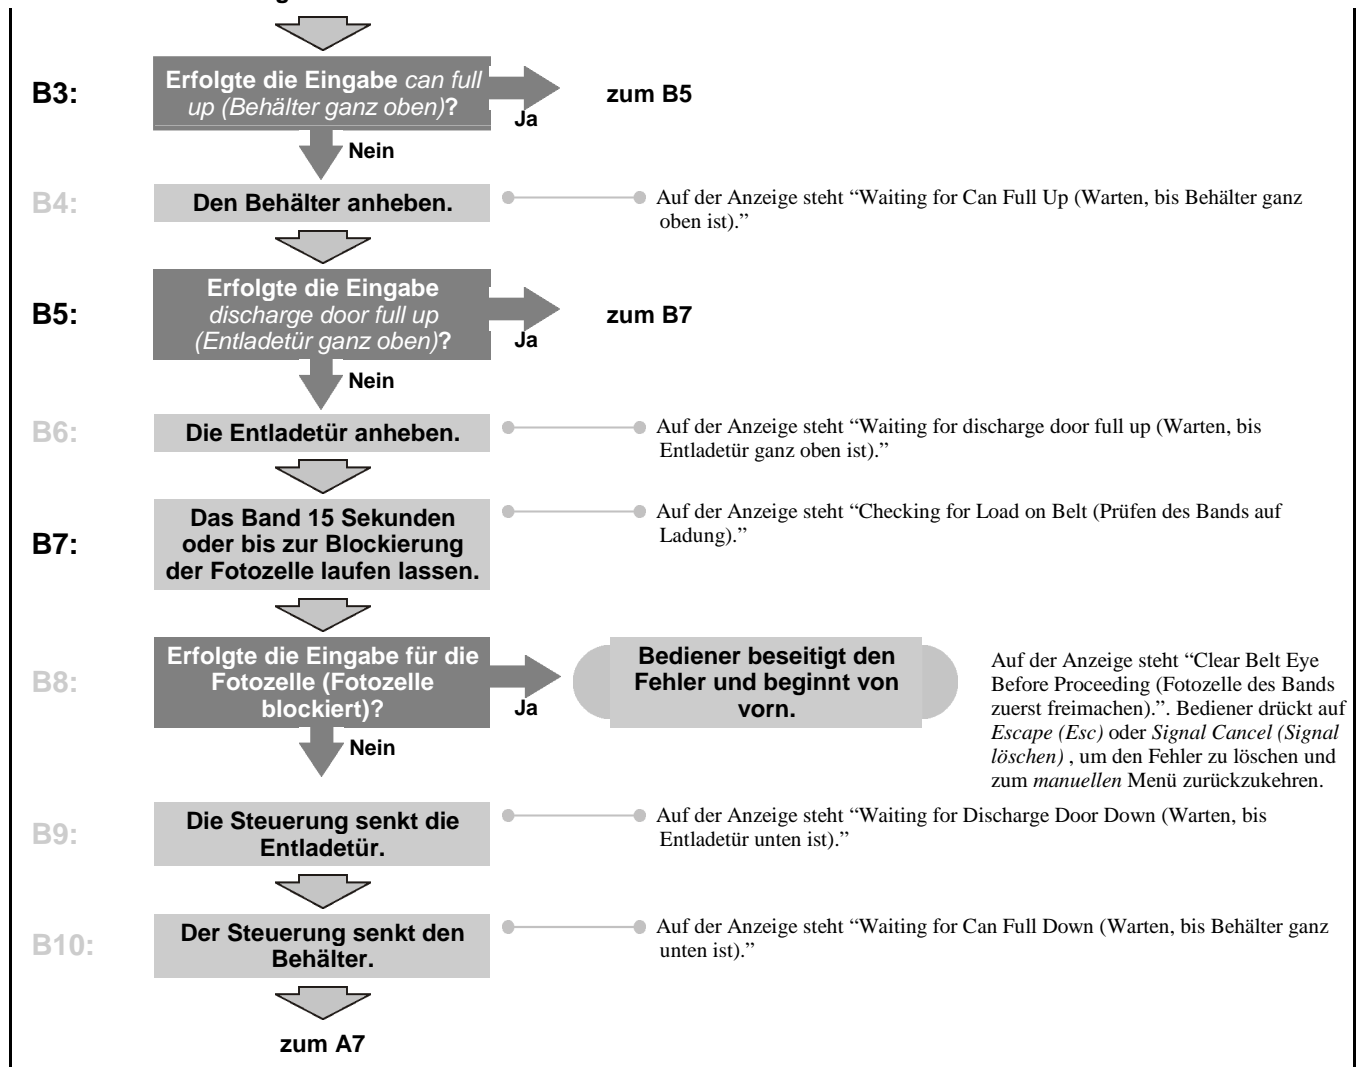 B3:
Erfolgte die Eingabe can full
up (Behälter ganz oben)?
Ja
zum B5
Nein
B4:
Den Behälter anheben.
Auf der Anzeige steht “Waiting for Can Full Up (Warten, bis Behälter ganz
oben ist).”
B5:
Erfolgte die Eingabe
discharge door full up
(Entladetür ganz oben)?
Ja
zum B7
Nein
B6:
Die Entladetür anheben.
Auf der Anzeige steht “Waiting for discharge door full up (Warten, bis
Entladetür ganz oben ist).”
B7:
Das Band 15 Sekunden
oder bis zur Blockierung
der Fotozelle laufen lassen.
Auf der Anzeige steht “Checking for Load on Belt (Prüfen des Bands auf
Ladung).”
B8:
Erfolgte die Eingabe für die
Fotozelle (Fotozelle
blockiert)?
Ja
Bediener beseitigt den
Fehler und beginnt von
vorn.
Auf der Anzeige steht “Clear Belt Eye
Before Proceeding (Fotozelle des Bands
zuerst freimachen).”. Bediener drückt auf
Escape (Esc) oder Signal Cancel (Signal
löschen) , um den Fehler zu löschen und
zum manuellen Menü zurückzukehren.
Nein
B9:
Die Steuerung senkt die
Entladetür.
Auf der Anzeige steht “Waiting for Discharge Door Down (Warten, bis
Entladetür unten ist).”
B10:
Der Steuerung senkt den
Behälter.
Auf der Anzeige steht “Waiting for Can Full Down (Warten, bis Behälter ganz
unten ist).”
zum A7